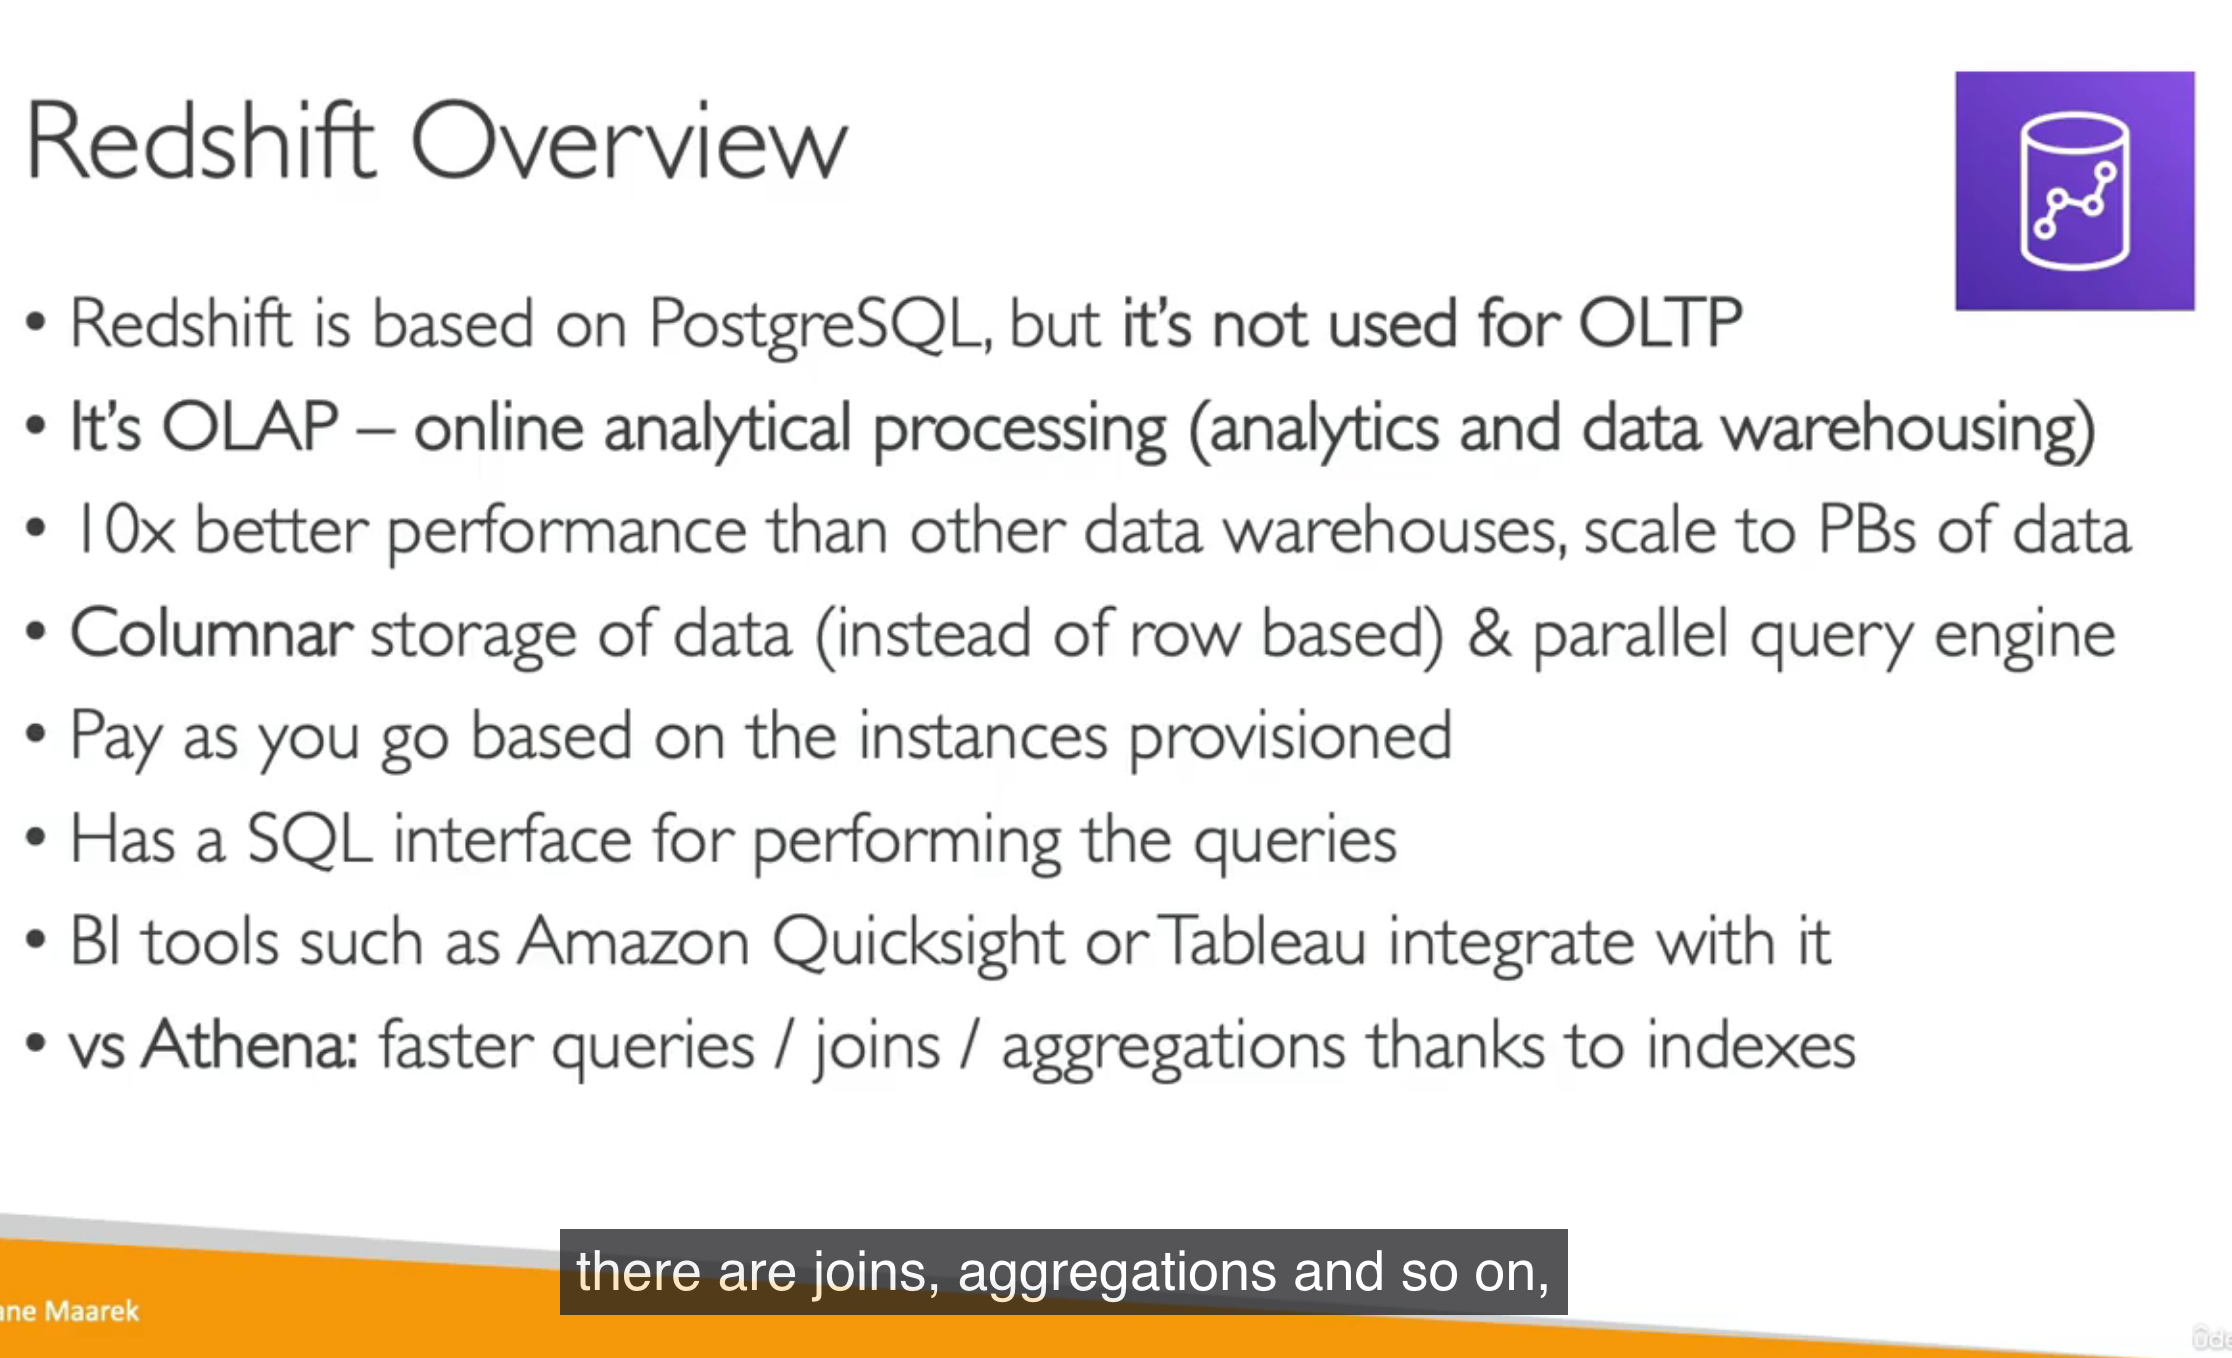 Redshift Overview
• Redshift is based on PostgreSQL, but it's not used for OLTP
• It's OLAP – online analytical processing (analytics and data warehousing)
• 10x better performance than other data warehouses, scale to PBs of data
• Columnar storage of data (instead of row based) & parallel query engine
• Pay as you go based on the instances provisioned
• Has a SQL interface for performing the queries
• BI tools such as Amazon Quicksight or Tableau integrate with it
• vs Athena: faster queries / joins / aggregations thanks to indexes
there are joins, aggregations and so on,
ane Maarek